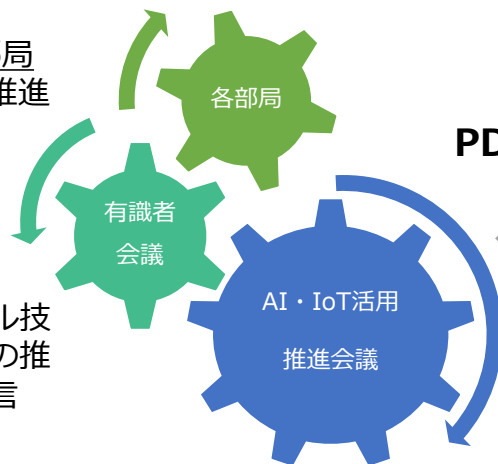 局
推進
各部局
PD
有識者
会議
AI・IoT活用
推進会議
ル技
の推
言